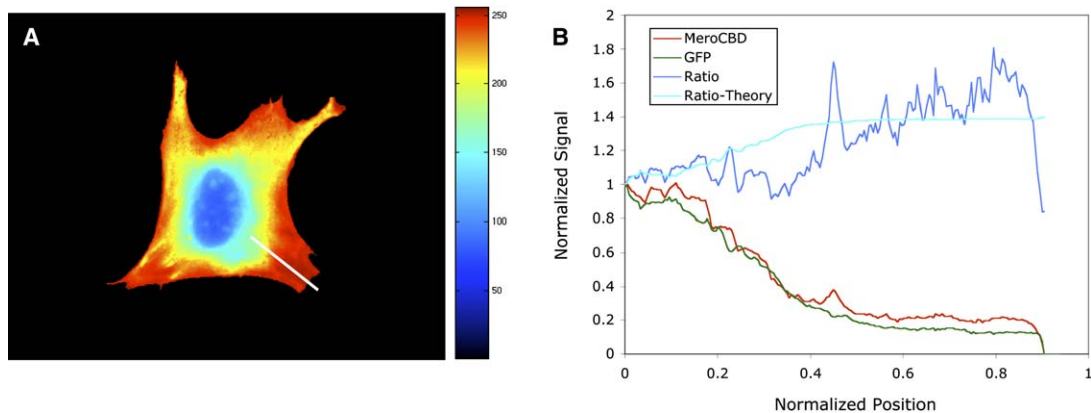 A
250
200
150
100
50
B
2
1.8
1.6
1.4
1.2
1
0.8
0.6
0.4
0.2
0
MeroCBD
GFP
Ratio
Ratio-Theory
Normalized Signal
0 0.2 0.4 0.6 0.8 1
Normalized Position